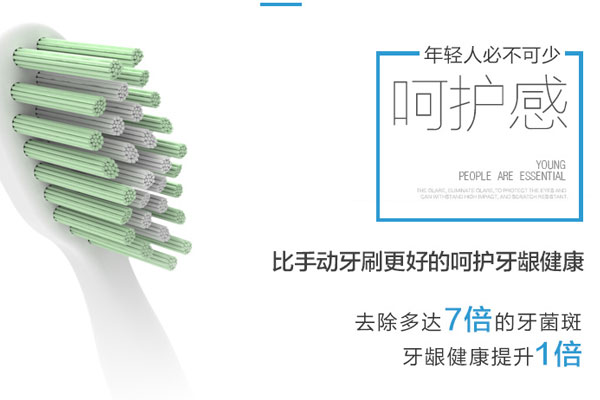 年轻人必不可少
呵护感
YOUNG
PEOPLE ARE ESSENTIAL
比手动牙刷更好的呵护牙龈健康
去除多达7倍的牙菌斑
牙龈健康提升1倍